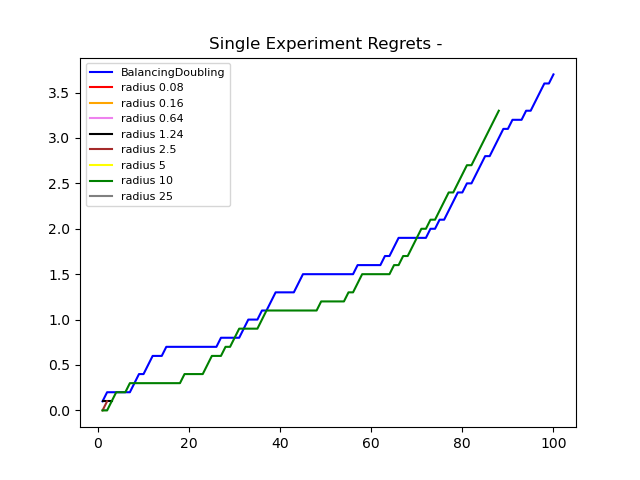 Single Experiment Regrets -
BalancingDoubling
radius 0.08
radius 0.16
radius 0.64
radius 1.24
radius 2.5
radius 5
radius 10
radius 25
3.5
3.0
2.5
2.0
1.5
1.0
0.5
0.0
0 20 40 60 80 100